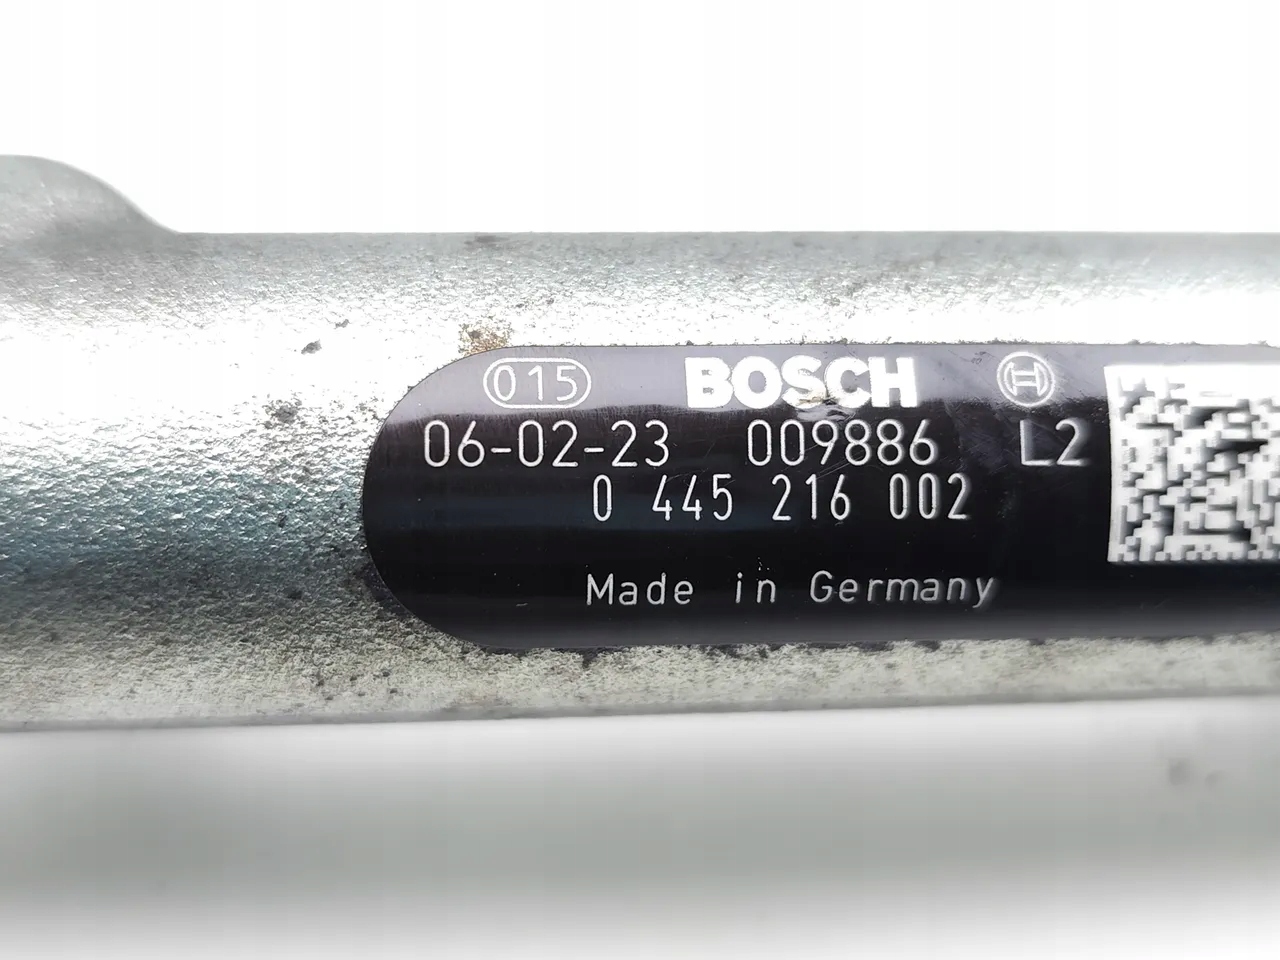 015 BOSCH
06-02-23 009886 L2
0 445 216 002
Made in Germany